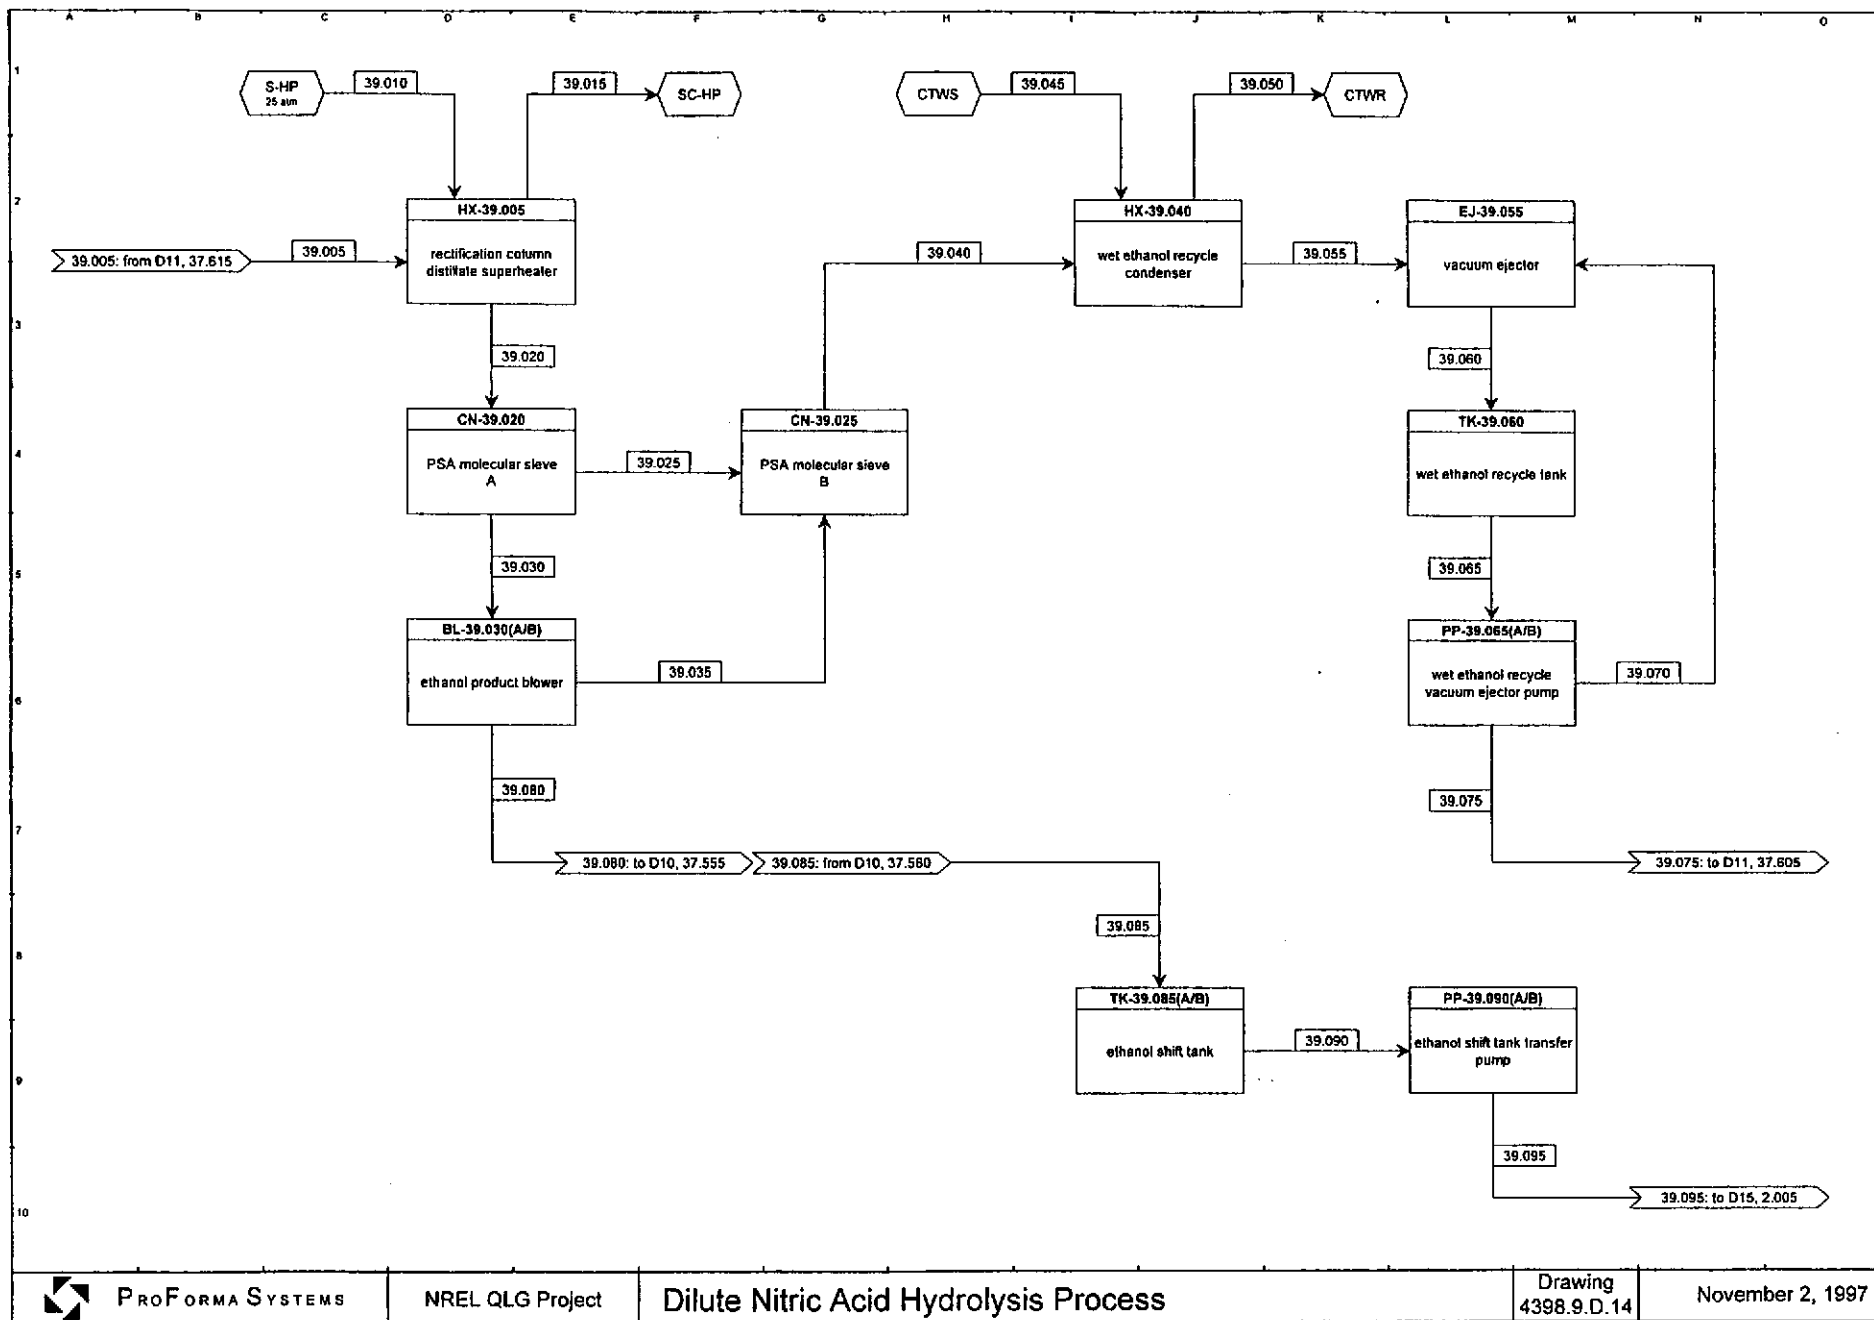 A B C D E F G H I J K L M N O
1
S-HP
25 atm
39.010
39.015
SC-HP
CTWS
39.045
39.050
CTWR
2
HX-39.005
HX-39.040
EJ-39.055
39.005: from D11, 37.615
39.005
rectification column
distillate superheater
39.040
wet ethanol recycle
condenser
39.055
vacuum ejector
3
39.020
39.060
CN-39.020
CN-39.025
TK-39.060
4
PSA molecular sieve
A
39.025
PSA molecular sieve
B
wet ethanol recycle tank
5
39.030
39.065
BL-39.030(A/B)
PP-39.065(A/B)
ethanol product blower
39.035
wet ethanol recycle
vacuum ejector pump
39.070
6
39.080
39.075
7
39.080: to D10, 37.555
39.085: from D10, 37.560
39.075: to D11, 37.605
39.085
8
TK-39.085(A/B)
PP-39.090(A/B)
ethanol shift tank
39.090
ethanol shift tank transfer
pump
9
39.095
39.095: to D15, 2.005
10
PROFORMA SYSTEMS
NREL QLG Project
Dilute Nitric Acid Hydrolysis Process
Drawing
4398.9.D.14
November 2, 1997